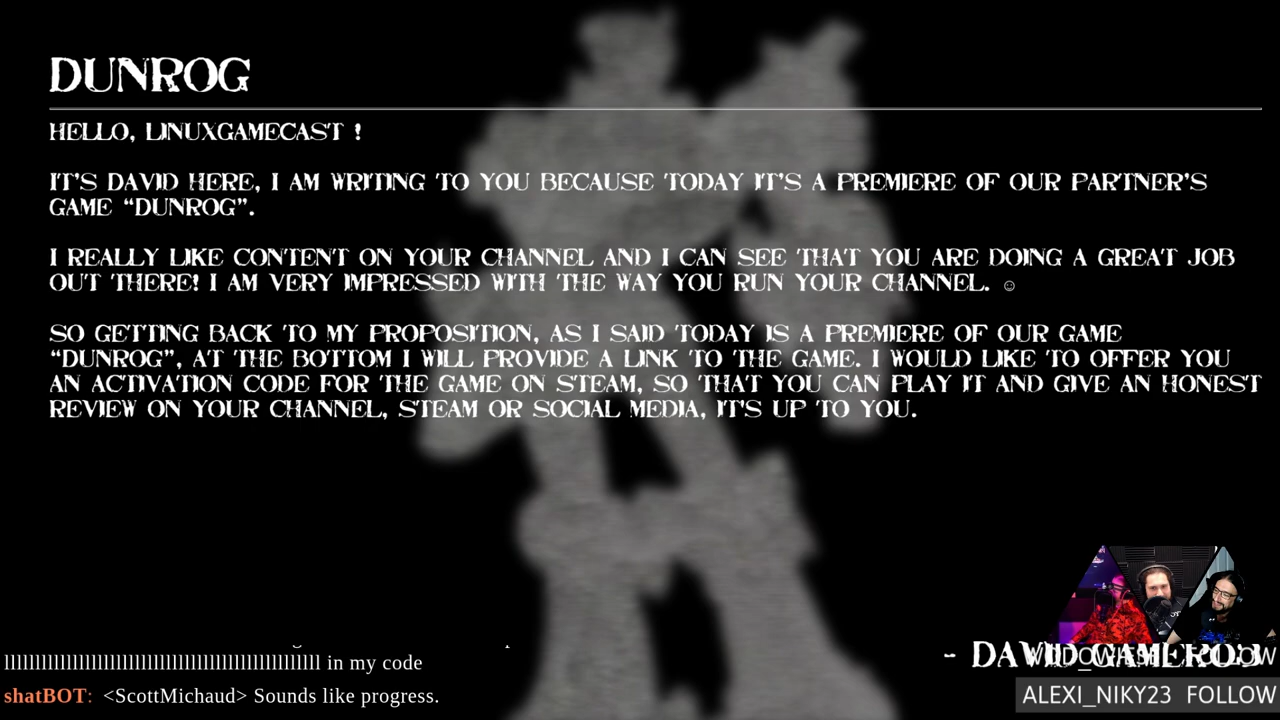 DUNROG
HELLO, LINUXGAMECAST !
IT'S DAVID HERE, I AM WRITING TO YOU BECAUSE TODAY IT'S A PREMIERE OF OUR PARTNER'S
GAME “DUNROG”.
I REALLY LIKE CONTENT ON YOUR CHANNEL AND I CAN SEE THAT YOU ARE DOING A GREAT JOB
OUT THERE! I AM VERY IMPRESSED WITH THE WAY YOU RUN YOUR CHANNEL. ☺
SO GETTING BACK TO MY PROPOSITION, AS I SAID TODAY IS A PREMIERE OF OUR GAME
“DUNROG”, AT THE BOTTOM I WILL PROVIDE A LINK TO THE GAME. I WOULD LIKE TO OFFER YOU
AN ACTIVATION CODE FOR THE GAME ON STEAM, SO THAT YOU CAN PLAY IT AND GIVE AN HONEST
REVIEW ON YOUR CHANNEL, STEAM OR SOCIAL MEDIA, IT'S UP TO YOU.
in my code
- DAVID
shatBOT: <ScottMichaud> Sounds like progress.
ALEXI_NIKY23 FOLLOW